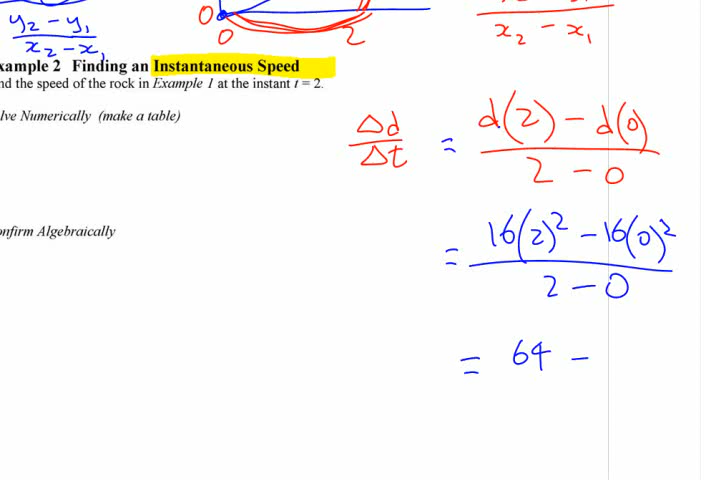 y₂ - y₁
x₂ - x₁
0
0
2
x₂ - x₁
xample 2 Finding an Instantaneous Speed
nd the speed of the rock in Example 1 at the instant t = 2.
lve Numerically (make a table)
Δd/Δt = (d(2) - d(0))/(2 - 0)
nfirm Algebraically
= (16(2)² - 16(0)²)/(2 - 0)
= 64 -